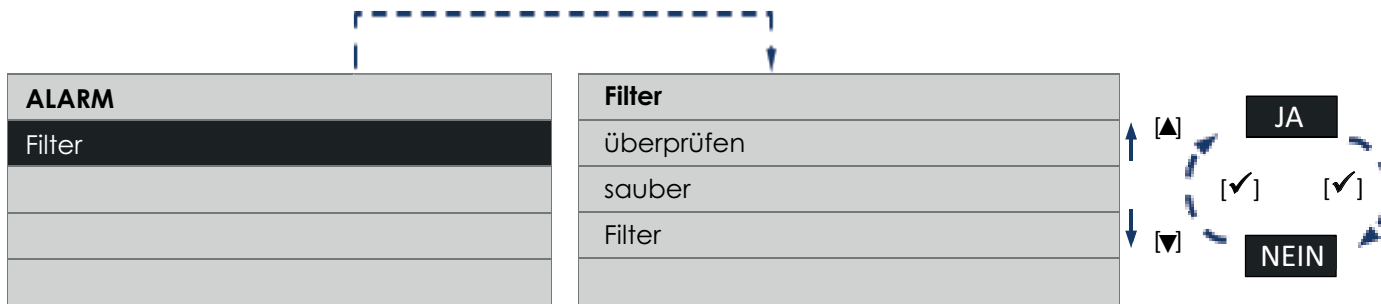 ALARM
Filter
Filter
überprüfen
sauber
Filter
[▲]
[▼]
JA
[✓] [✓]
NEIN